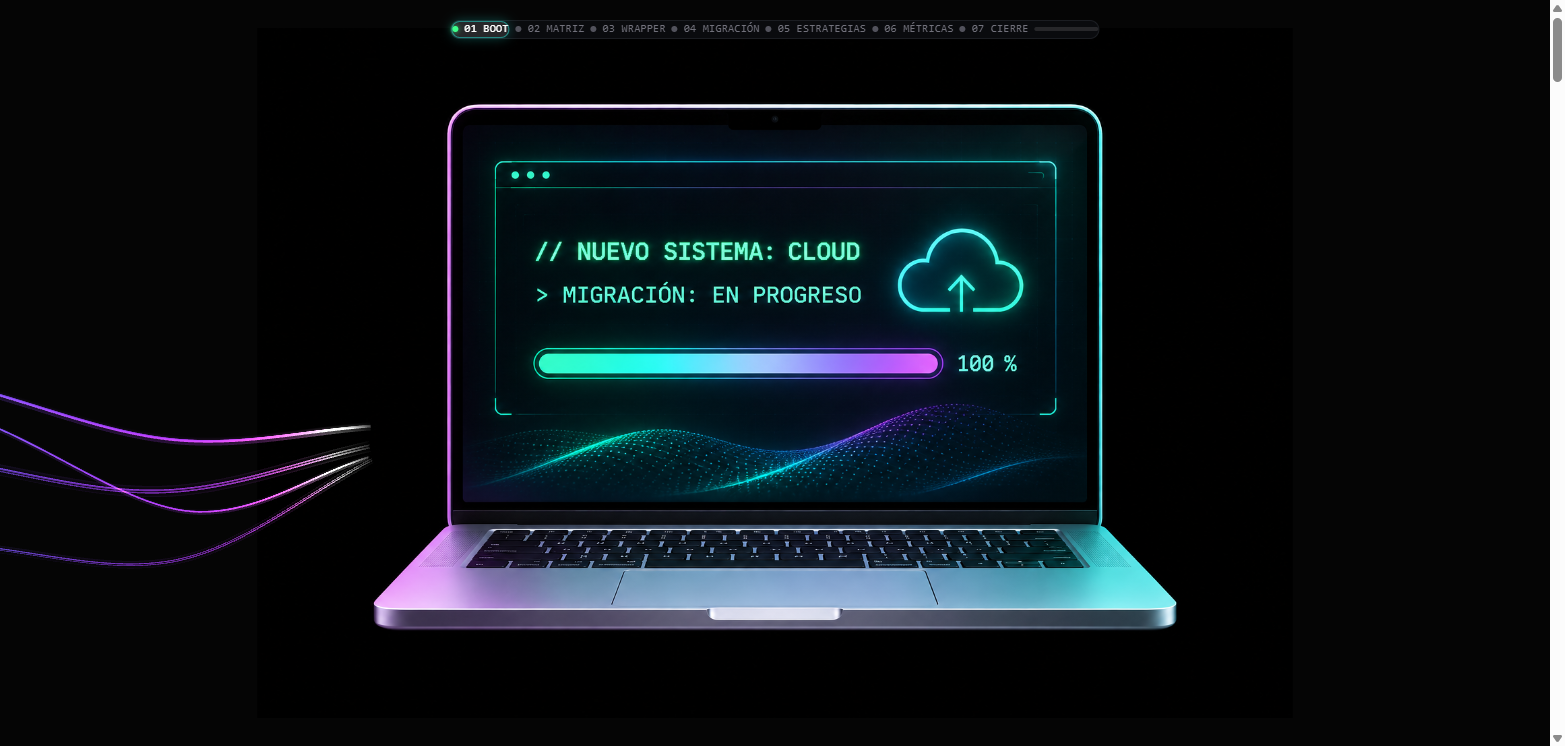 01 BOOT 02 MATRIZ 03 WRAPPER 04 MIGRACIÓN 05 ESTRATEGIAS 06 MÉTRICAS 07 CIERRE
// NUEVO SISTEMA: CLOUD
> MIGRACIÓN: EN PROGRESO
100 %